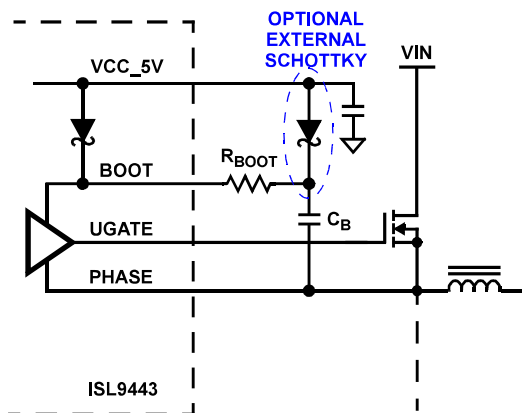 OPTIONAL
EXTERNAL
SCHOTTKY
VIN
VCC_5V
BOOT
RBOOT
CB
UGATE
PHASE
ISL9443